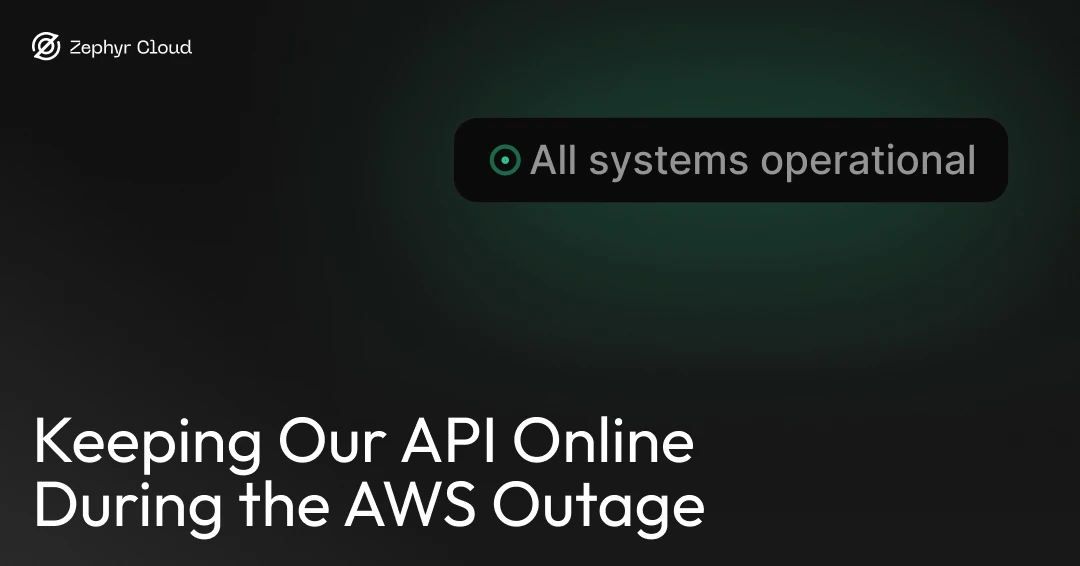 Zephyr Cloud
All systems operational
Keeping Our API Online
During the AWS Outage